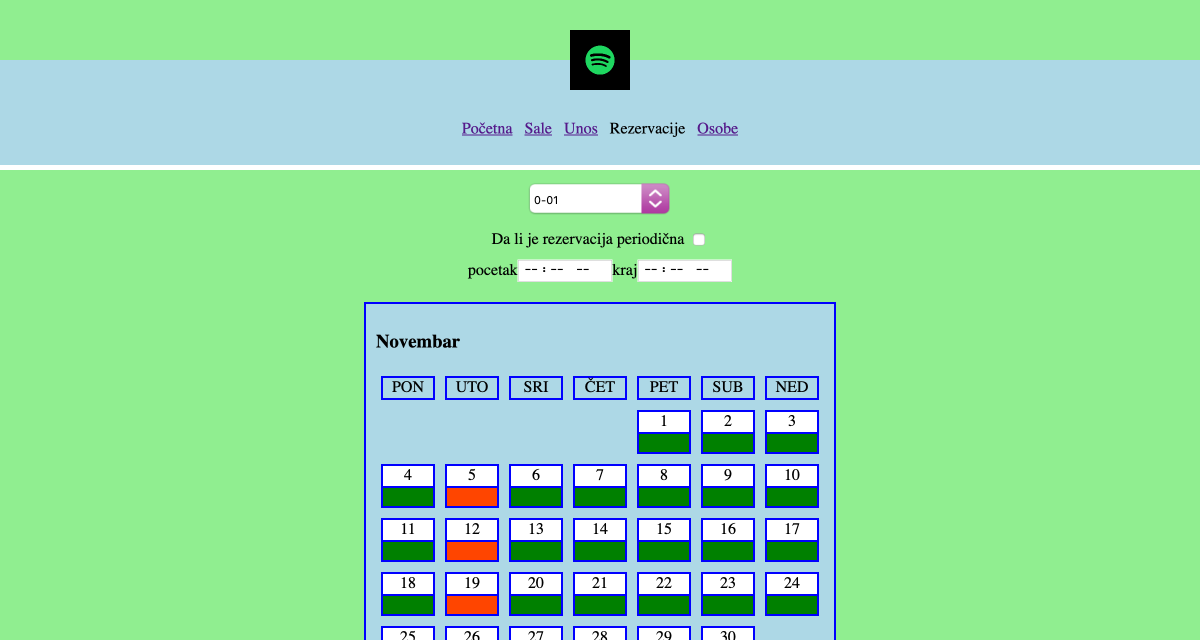 Početna Sale Unos Rezervacije Osobe
0-01
Da li je rezervacija periodična
pocetak -- : -- -- kraj -- : -- --
Novembar
PON UTO SRI ČET PET SUB NED
1 2 3
4 5 6 7 8 9 10
11 12 13 14 15 16 17
18 19 20 21 22 23 24
25 26 27 28 29 30